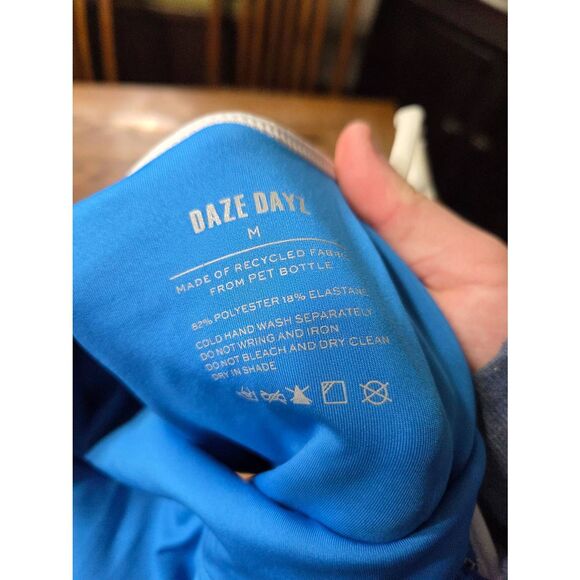 DAZE DAYZ
M
MADE OF RECYCLED FABRI
FROM PET BOTTLE
82% POLYESTER 18% ELASTANE
COLD HAND WASH SEPARATELY
DO NOT WRING AND IRON
DO NOT BLEACH AND DRY CLEAN
DRY IN SHADE